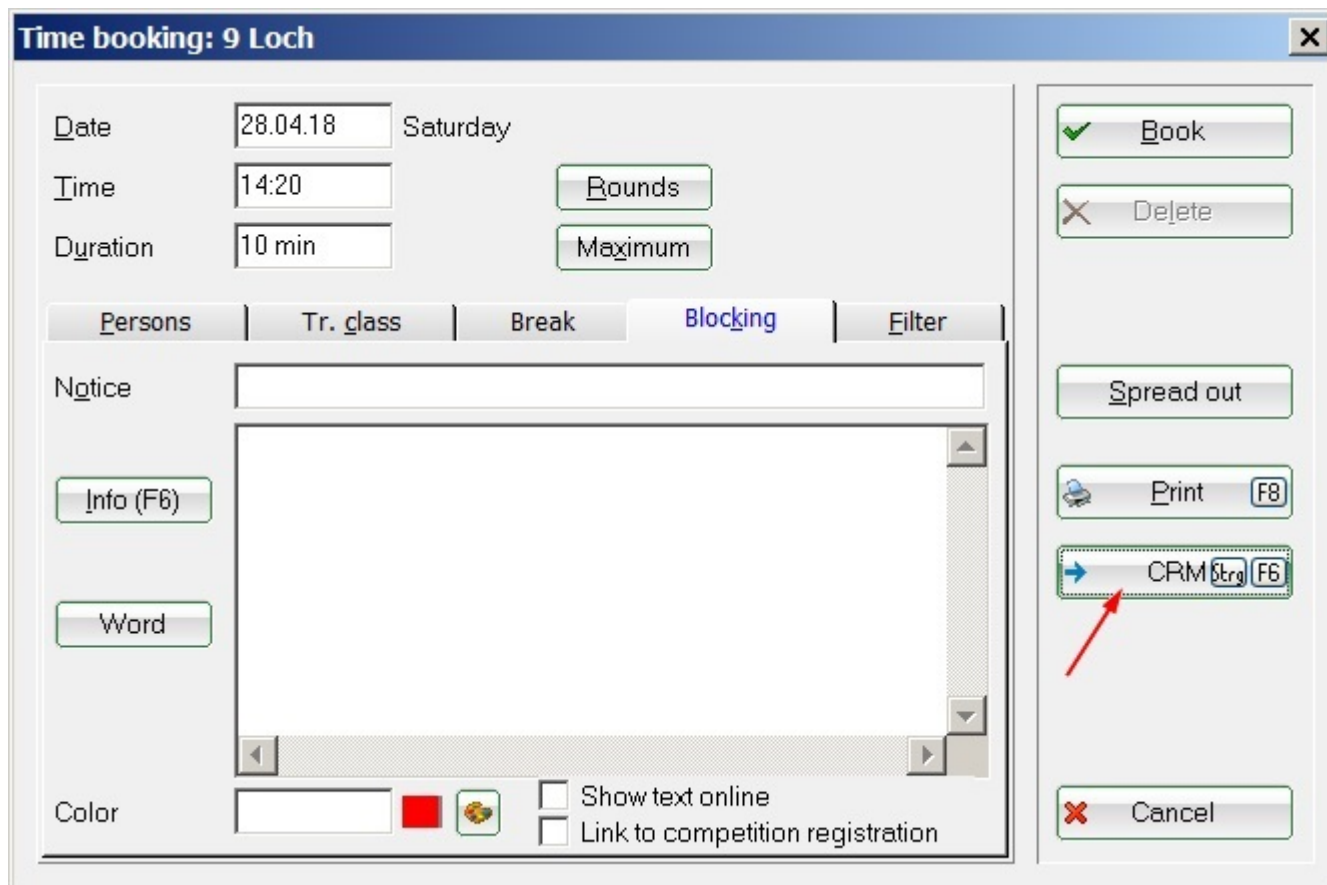 Time booking: 9 Loch
Date 28.04.18 Saturday
Time 14:20 Rounds
Duration 10 min Maximum
Persons Tr. class Break Blocking Filter
Notice
Info (F6)
Word
Color
Show text online
Link to competition registration
Book
Delete
Spread out
Print F8
CRM Strg F6
Cancel